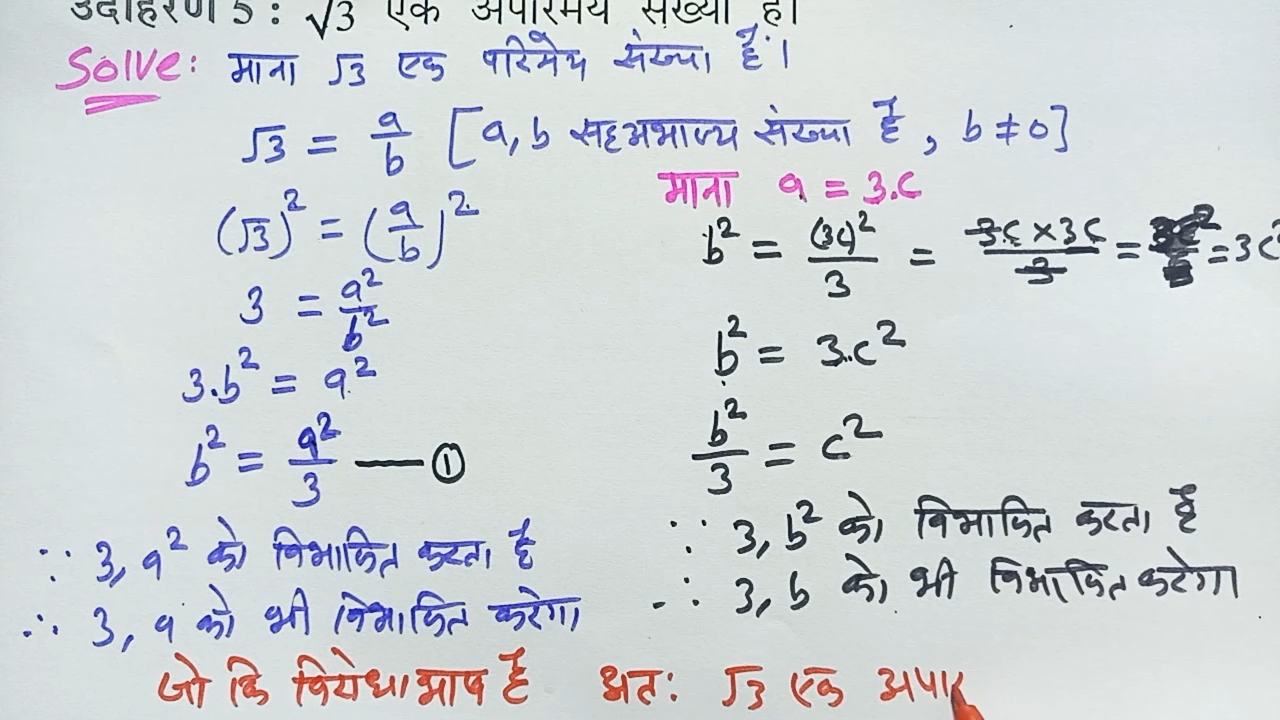 उदाहरण 5 : √3 एक अपरिमेय संख्या है।
Solve: माना √3 एक परिमेय संख्या है।
√3 = a/b [a, b सहअभाज्य संख्या है, b ≠ 0]
(√3)² = (a/b)²
3 = a²/b²
3.b² = a²
b² = a²/3 —— ①
∵ 3, a² को विभाजित करता है
∴ 3, a को भी विभाजित करेगा
माना a = 3.c
b² = (3c)²/3 = 3c × 3c/3 = = 3c²
b² = 3.c²
b²/3 = c²
∵ 3, b² को विभाजित करता है
∴ 3, b को भी विभाजित करेगा
जो कि विरोधाभाष है अत: √3 एक अपा